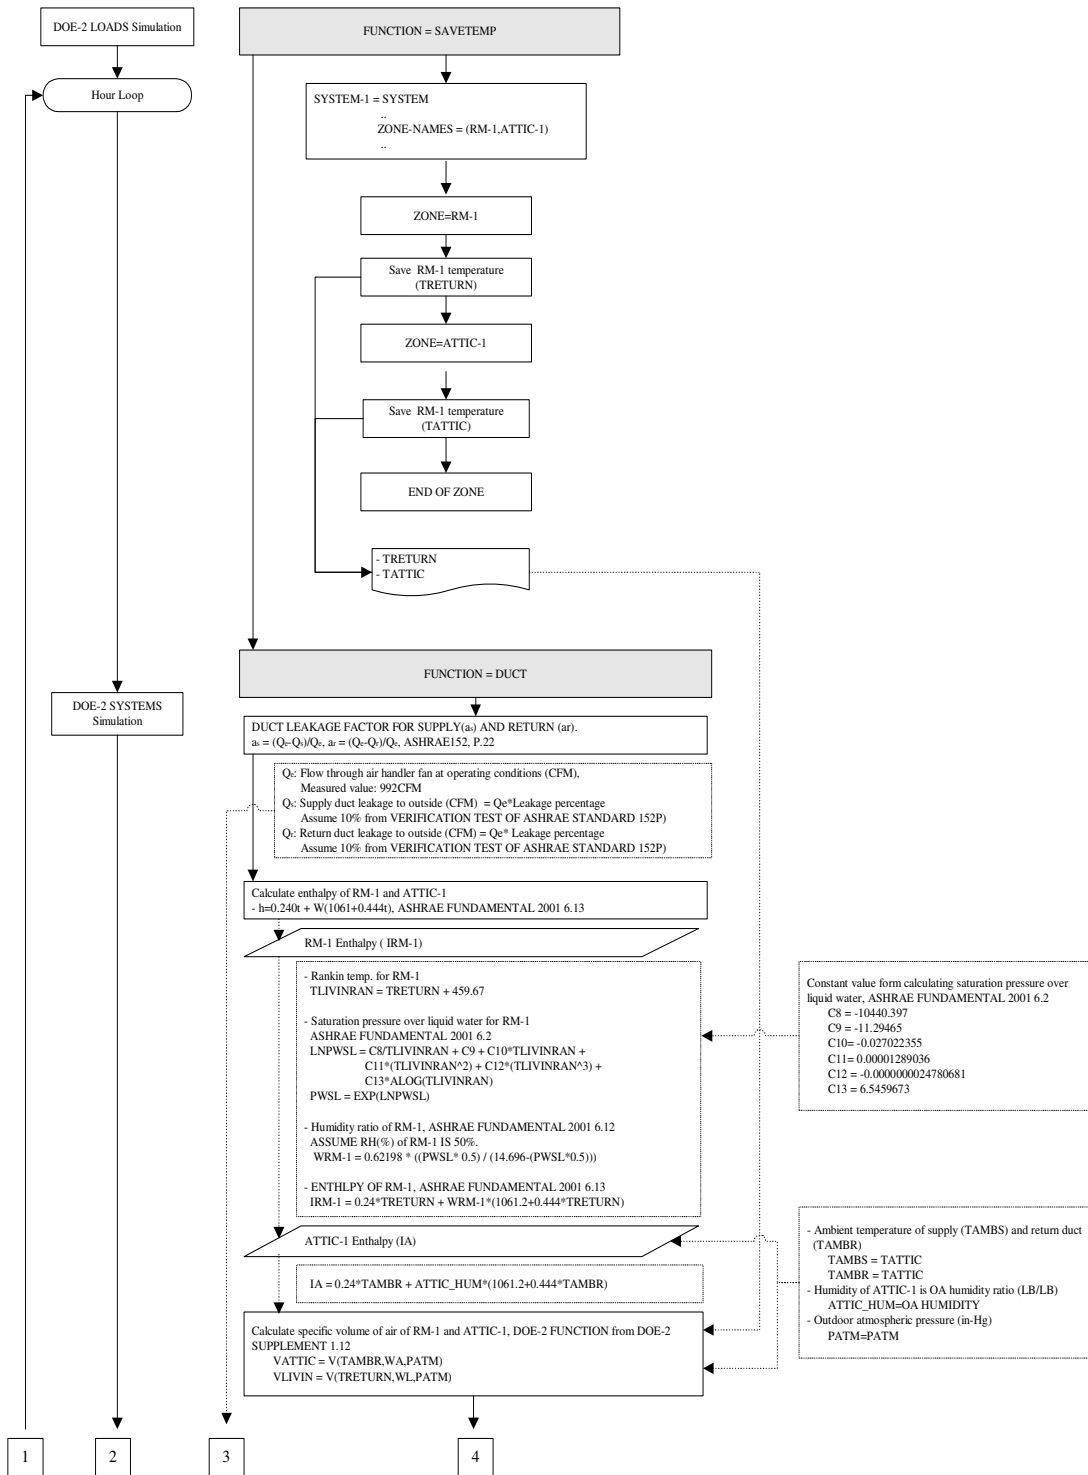 DOE-2 LOADS Simulation
Hour Loop
DOE-2 SYSTEMS
Simulation
FUNCTION = SAVETEMP
SYSTEM-1 = SYSTEM
..
ZONE-NAMES = (RM-1,ATTIC-1)
..
ZONE=RM-1
Save RM-1 temperature
(TRETURN)
ZONE=ATTIC-1
Save RM-1 temperature
(TATTIC)
END OF ZONE
- TRETURN
- TATTIC
FUNCTION = DUCT
DUCT LEAKAGE FACTOR FOR SUPPLY(as) AND RETURN (ar).
as = (Qe-Qs)/Qe, ar = (Qe-Qr)/Qe, ASHRAE152, P.22
Qe: Flow through air handler fan at operating conditions (CFM),
Measured value: 992CFM
Qs: Supply duct leakage to outside (CFM) = Qe*Leakage percentage
Assume 10% from VERIFICATION TEST OF ASHRAE STANDARD 152P)
Qr: Return duct leakage to outside (CFM) = Qe* Leakage percentage
Assume 10% from VERIFICATION TEST OF ASHRAE STANDARD 152P)
Calculate enthalpy of RM-1 and ATTIC-1
- h=0.240t + W(1061+0.444t), ASHRAE FUNDAMENTAL 2001 6.13
RM-1 Enthalpy ( IRM-1)
- Rankin temp. for RM-1
TLIVINRAN = TRETURN + 459.67
- Saturation pressure over liquid water for RM-1
ASHRAE FUNDAMENTAL 2001 6.2
LNPWSL = C8/TLIVINRAN + C9 + C10*TLIVINRAN +
C11*(TLIVINRAN^2) + C12*(TLIVINRAN^3) +
C13*ALOG(TLIVINRAN)
PWSL = EXP(LNPWSL)
- Humidity ratio of RM-1, ASHRAE FUNDAMENTAL 2001 6.12
ASSUME RH(%) of RM-1 IS 50%.
WRM-1 = 0.62198 * ((PWSL* 0.5) / (14.696-(PWSL*0.5)))
- ENTHLPY OF RM-1, ASHRAE FUNDAMENTAL 2001 6.13
IRM-1 = 0.24*TRETURN + WRM-1*(1061.2+0.444*TRETURN)
Constant value form calculating saturation pressure over
liquid water, ASHRAE FUNDAMENTAL 2001 6.2
C8 = -10440.397
C9 = -11.29465
C10= -0.027022355
C11= 0.00001289036
C12 = -0.0000000024780681
C13 = 6.5459673
ATTIC-1 Enthalpy (IA)
IA = 0.24*TAMBR + ATTIC_HUM*(1061.2+0.444*TAMBR)
- Ambient temperature of supply (TAMBS) and return duct
(TAMBR)
TAMBS = TATTIC
TAMBR = TATTIC
- Humidity of ATTIC-1 is OA humidity ratio (LB/LB)
ATTIC_HUM=OA HUMIDITY
- Outdoor atmospheric pressure (in-Hg)
PATM=PATM
Calculate specific volume of air of RM-1 and ATTIC-1, DOE-2 FUNCTION from DOE-2
SUPPLEMENT 1.12
VATTIC = V(TAMBR,WA,PATM)
VLIVIN = V(TRETURN,WL,PATM)
1
2
3
4